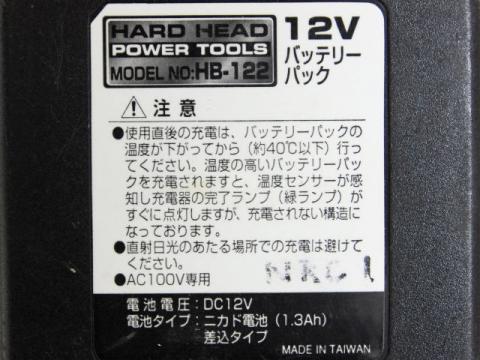 HARD HEAD
POWER TOOLS
MODEL NO:HB-122
12V
バッテリー
パック
注意
●使用直後の充電は、バッテリーパックの
温度が下がってから（約40℃以下）行っ
てください。温度の高いバッテリーパッ
クを充電されますと、温度センサーが感
知し充電器の完了ランプ（緑ランプ）が
すぐに点灯しますが、充電されない構造に
なっております。
●直射日光のあたる場所での充電は避けて
ください。
●AC100V専用
電池電圧：DC12V
電池タイプ：ニカド電池（1.3Ah）
差込タイプ
MADE IN TAIWAN